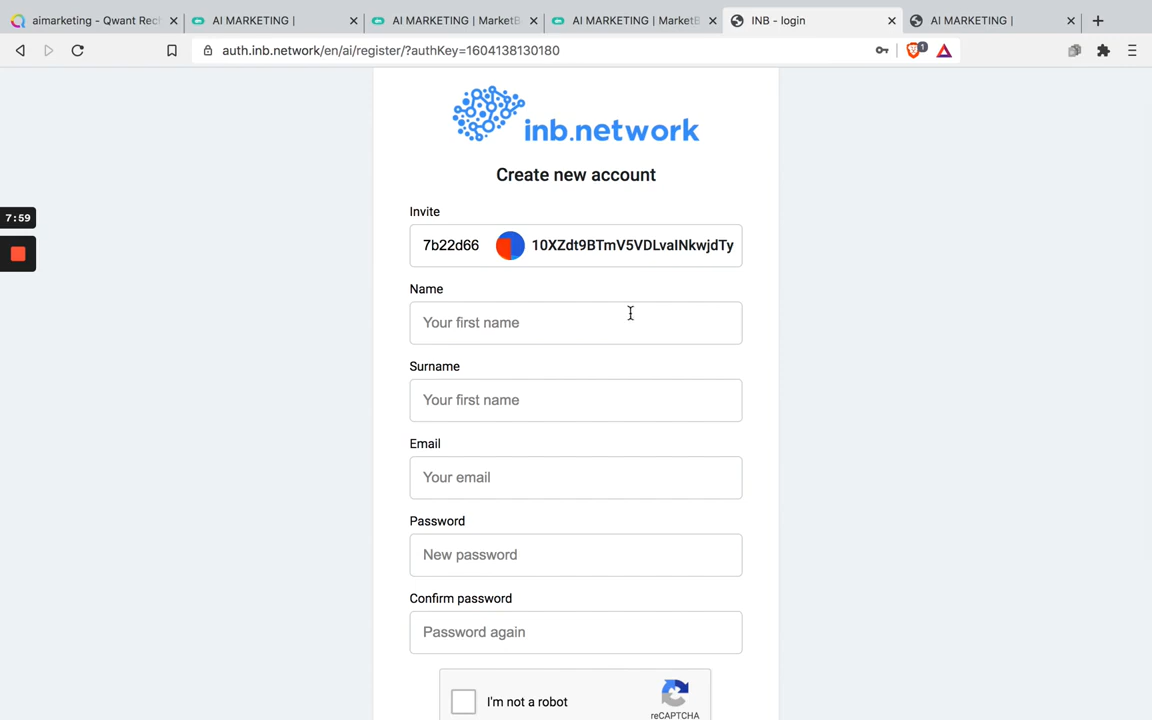 aimarketing - Qwant Rec
AI MARKETING |
AI MARKETING | MarketB
AI MARKETING | MarketB
INB - login
AI MARKETING |
auth.inb.network/en/ai/register/?authKey=1604138130180
1
inb.network
Create new account
7:59
Invite
7b22d66 10XZdt9BTmV5VDLvaINkwjdTy
Name
Your first name
Surname
Your first name
Email
Your email
Password
New password
Confirm password
Password again
I'm not a robot
reCAPTCHA